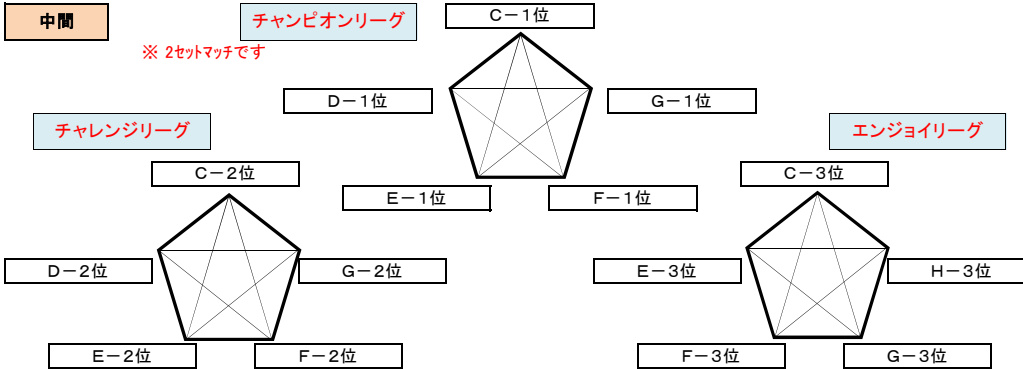 中間
チャンピオンリーグ
※ 2セットマッチです
C－1位
D－1位
G－1位
E－1位
F－1位
チャレンジリーグ
C－2位
D－2位
G－2位
E－2位
F－2位
エンジョイリーグ
C－3位
E－3位
H－3位
F－3位
G－3位